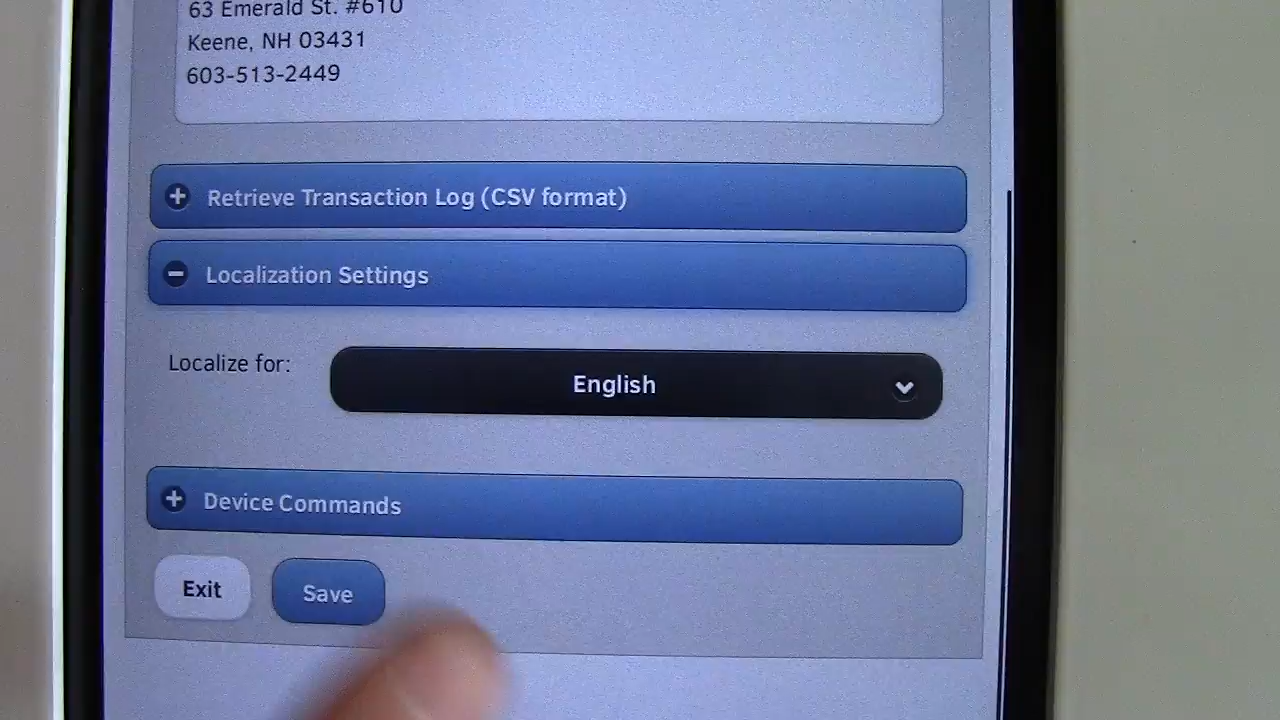 63 Emerald St. #610
Keene, NH 03431
603-513-2449
Retrieve Transaction Log (CSV format)
Localization Settings
Localize for:
English
Device Commands
Exit
Save